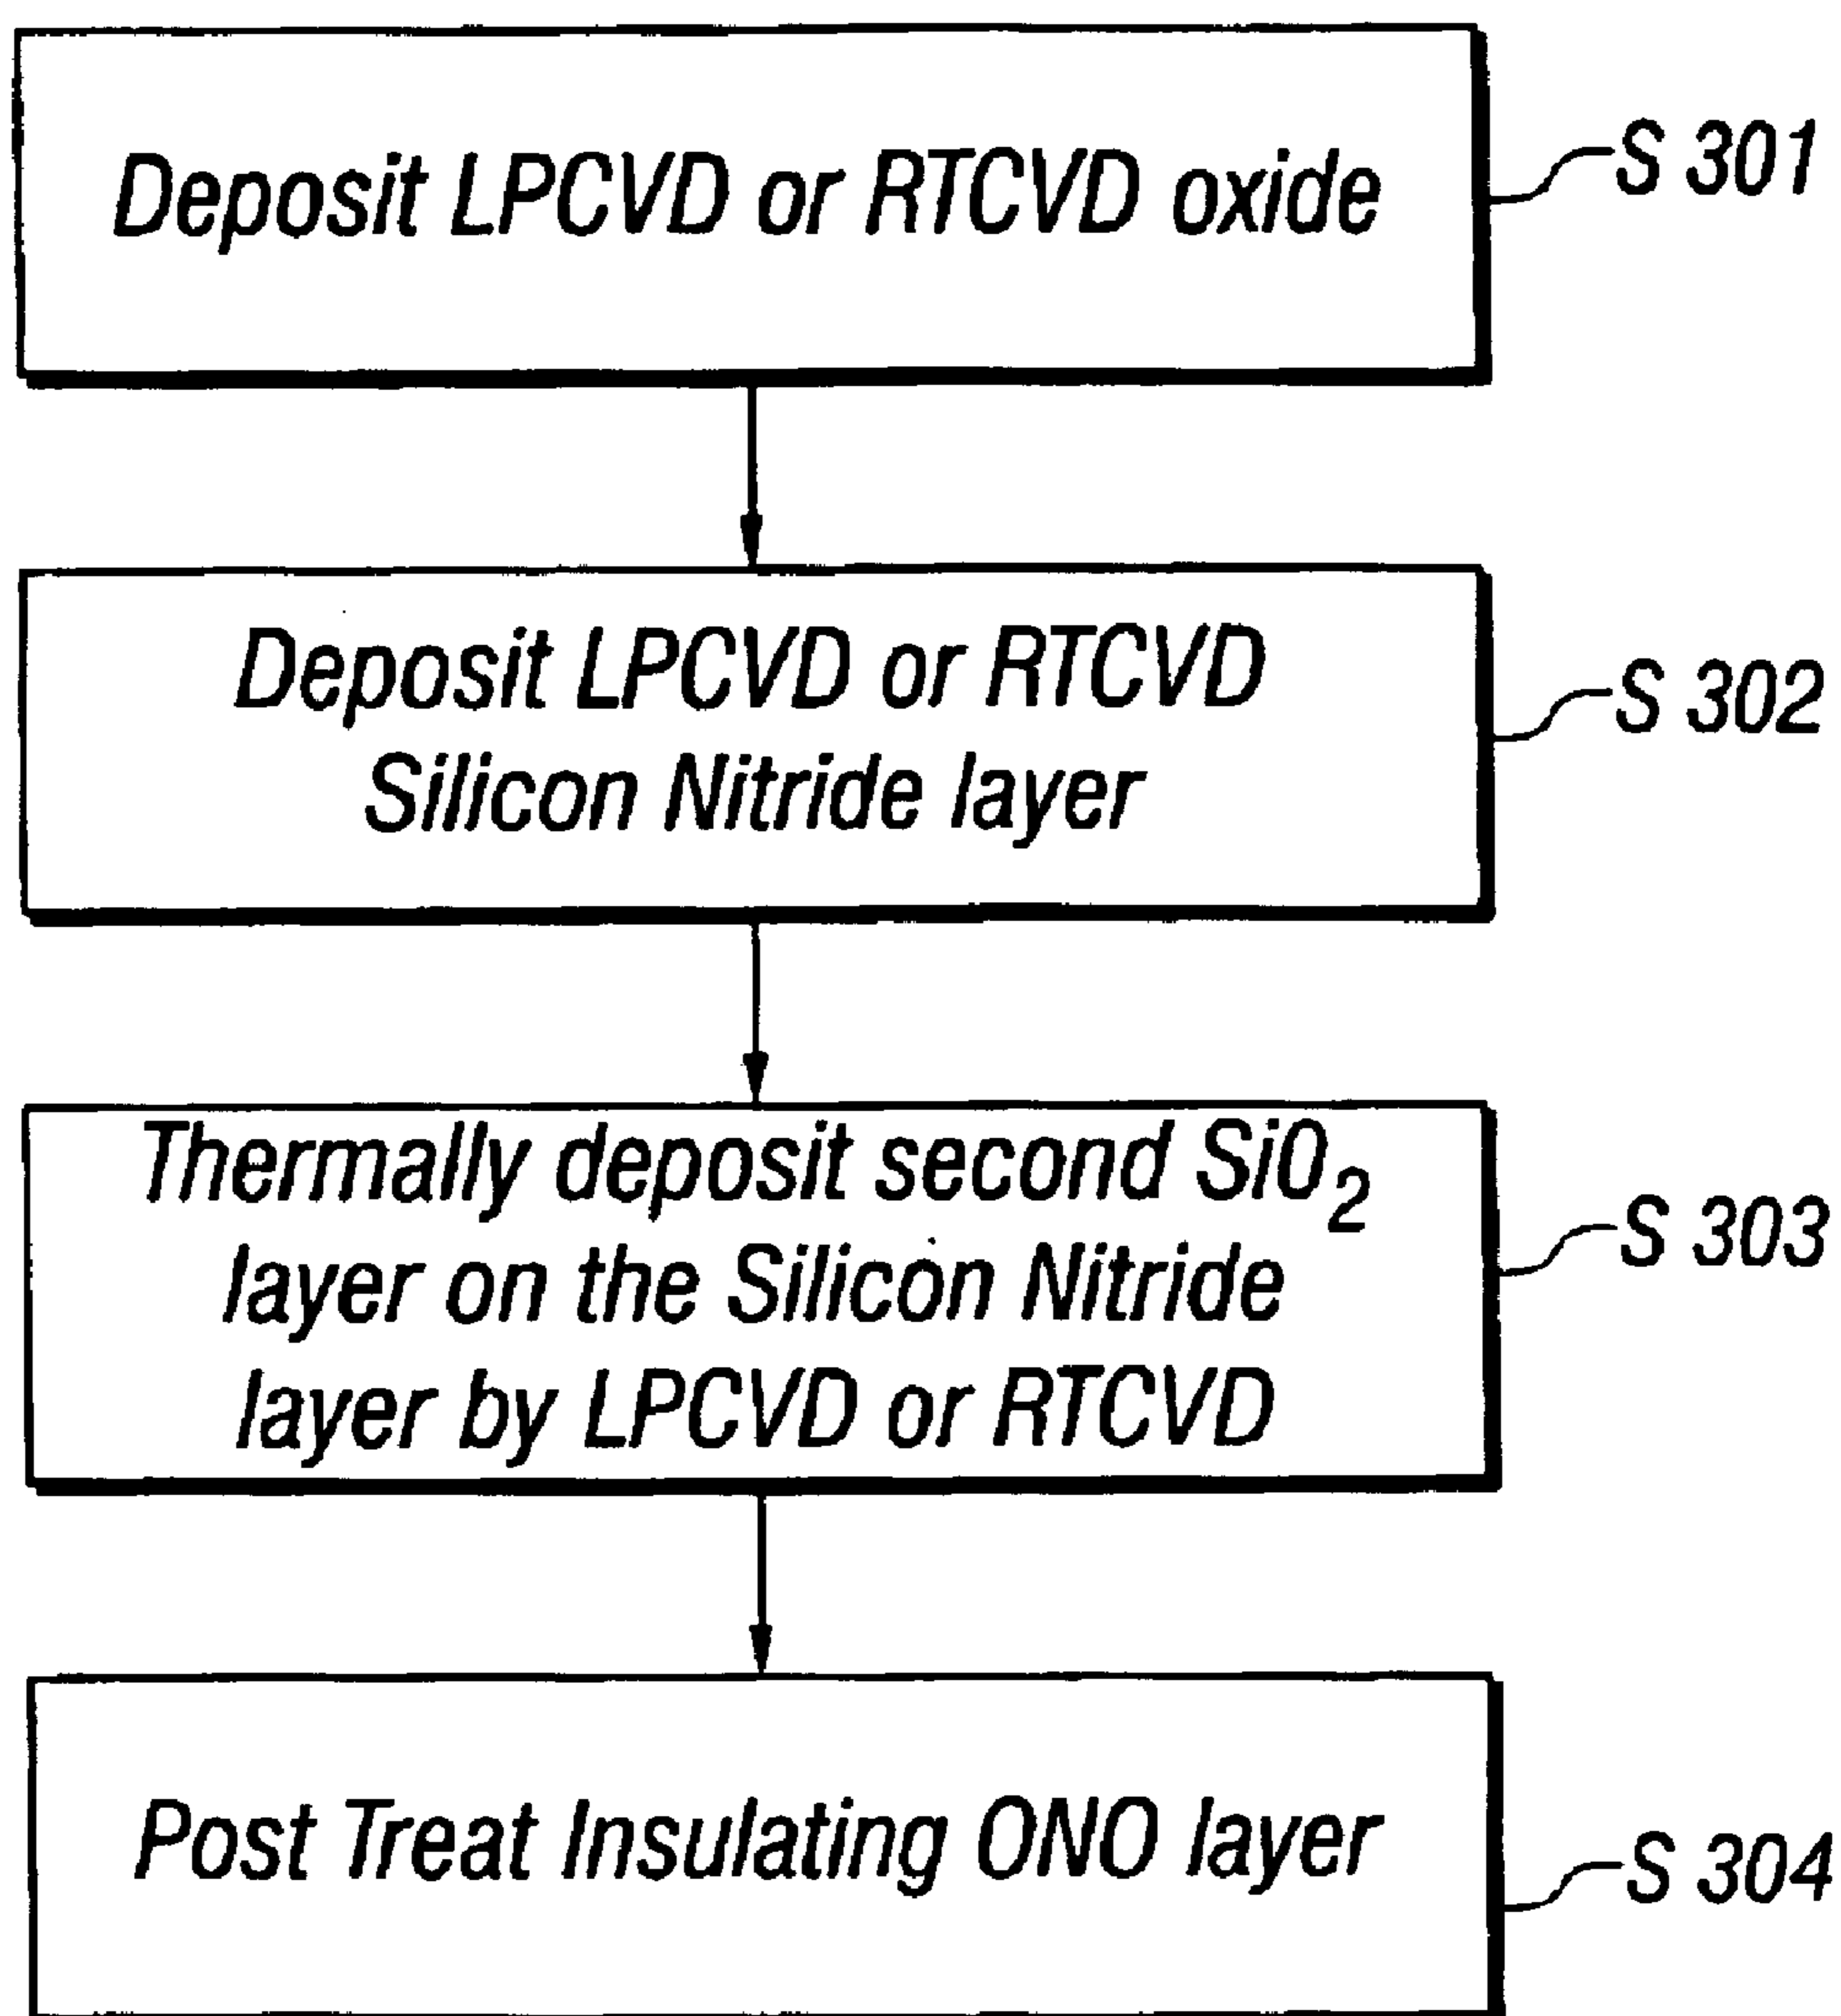 Deposit LPCVD or RTCVD oxide
S 301
Deposit LPCVD or RTCVD
Silicon Nitride layer
S 302
Thermally deposit second SiO₂
layer on the Silicon Nitride
layer by LPCVD or RTCVD
S 303
Post Treat Insulating ONO layer
S 304